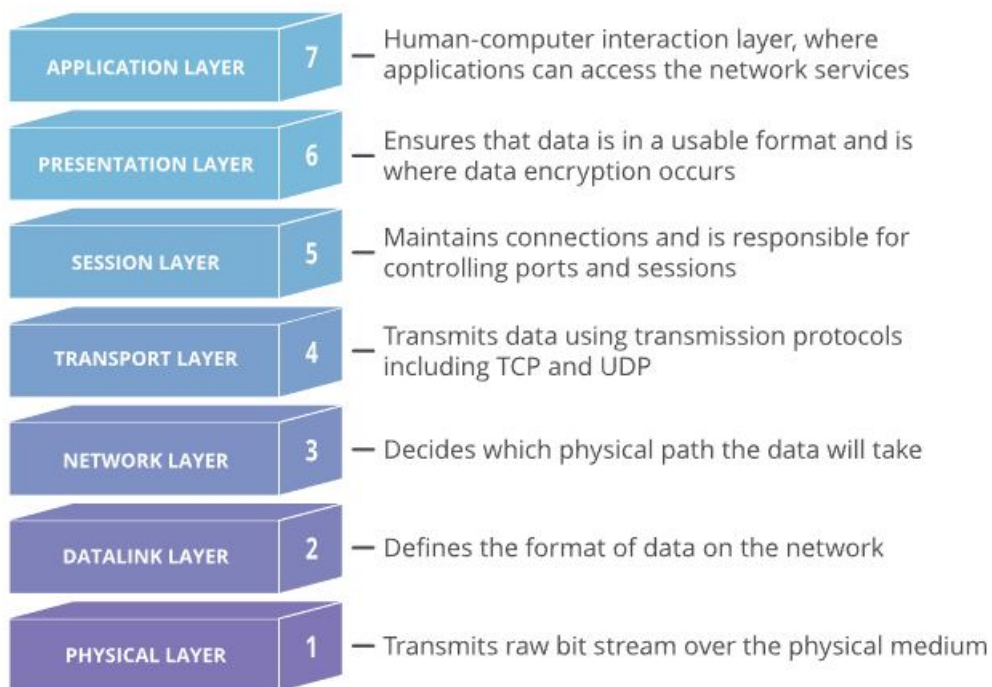 APPLICATION LAYER 7
Human-computer interaction layer, where
applications can access the network services
PRESENTATION LAYER 6
Ensures that data is in a usable format and is
where data encryption occurs
SESSION LAYER 5
Maintains connections and is responsible for
controlling ports and sessions
TRANSPORT LAYER 4
Transmits data using transmission protocols
including TCP and UDP
NETWORK LAYER 3
Decides which physical path the data will take
DATALINK LAYER 2
Defines the format of data on the network
PHYSICAL LAYER 1
Transmits raw bit stream over the physical medium